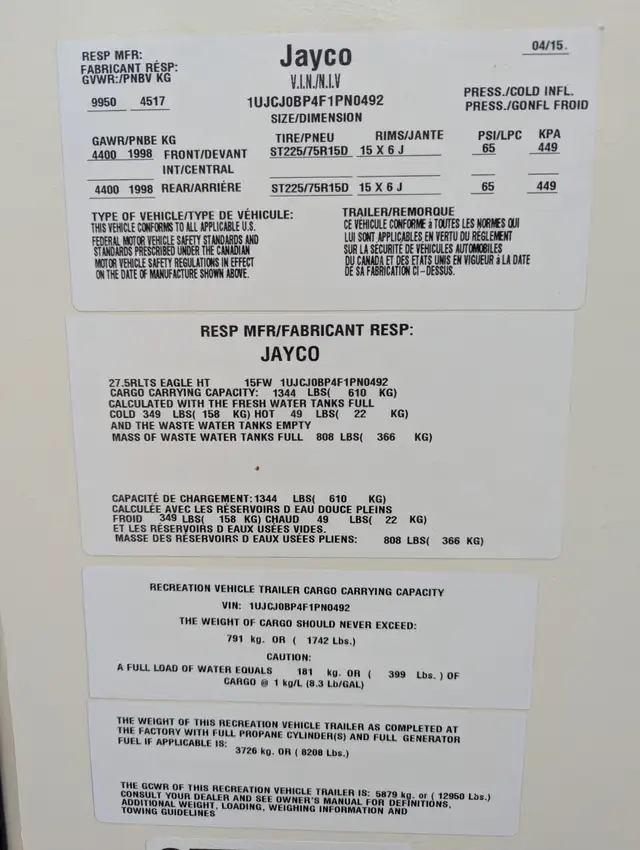 RESP MFR:
FABRICANT RÉSP:
GVWR:/PNBV KG
9950 4517
Jayco
V.I.N./N.I.V
1UJCJ0BP4F1PN0492
SIZE/DIMENSION
04/15.
PRESS./COLD INFL.
PRESS./GONFL FROID
GAWR/PNBE KG TIRE/PNEU RIMS/JANTE PSI/LPC KPA
4400 1998 FRONT/DEVANT ST225/75R15D 15 X 6 J 65 449
INT/CENTRAL
4400 1998 REAR/ARRIÈRE ST225/75R15D 15 X 6 J 65 449
TYPE OF VEHICLE/TYPE DE VÉHICULE: TRAILER/REMORQUE
THIS VEHICLE CONFORMS TO ALL APPLICABLE U.S.
FEDERAL MOTOR VEHICLE SAFETY STANDARDS AND
STANDARDS PRESCRIBED UNDER THE CANADIAN
MOTOR VEHICLE SAFETY REGULATIONS IN EFFECT
ON THE DATE OF MANUFACTURE SHOWN ABOVE.
CE VÉHICULE CONFORME à TOUTES LES NORMES QUI
LUI SONT APPLICABLES EN VERTU DU RÈGLEMENT
SUR LA SÉCURITÉ DE VÉHICULES AUTOMOBILES
DU CANADA ET DES ETATS UNIS EN VIGUEUR à LA DATE
DE SA FABRICATION CI-DESSUS.
RESP MFR/FABRICANT RESP:
JAYCO
27.5RLTS EAGLE HT 15FW 1UJCJ0BP4F1PN0492
CARGO CARRYING CAPACITY: 1344 LBS( 610 KG)
CALCULATED WITH THE FRESH WATER TANKS FULL
COLD 349 LBS( 158 KG) HOT 49 LBS( 22 KG)
AND THE WASTE WATER TANKS EMPTY
MASS OF WASTE WATER TANKS FULL 808 LBS( 366 KG)
CAPACITÉ DE CHARGEMENT: 1344 LBS( 610 KG)
CALCULÉE AVEC LES RÉSERVOIRS D EAU DOUCE PLEINS
FROID 349 LBS( 158 KG) CHAUD 49 LBS( 22 KG)
ET LES RÉSERVOIRS D EAUX USÉES VIDES.
MASSE DES RÉSERVOIRS D EAUX USÉES PLIENS: 808 LBS( 366 KG)
RECREATION VEHICLE TRAILER CARGO CARRYING CAPACITY
VIN: 1UJCJ0BP4F1PN0492
THE WEIGHT OF CARGO SHOULD NEVER EXCEED:
791 kg. OR ( 1742 Lbs.)
CAUTION:
A FULL LOAD OF WATER EQUALS 181 kg. OR ( 399 Lbs. ) OF
CARGO @ 1 kg/L (8.3 Lb/GAL)
THE WEIGHT OF THIS RECREATION VEHICLE TRAILER AS COMPLETED AT
THE FACTORY WITH FULL PROPANE CYLINDER(S) AND FULL GENERATOR
FUEL IF APPLICABLE IS:
3726 kg. OR ( 8208 Lbs.)
THE GCWR OF THIS RECREATION VEHICLE TRAILER IS: 5879 kg. or ( 12950 Lbs.)
CONSULT YOUR DEALER AND SEE OWNER'S MANUAL FOR DEFINITIONS,
ADDITIONAL WEIGHT, LOADING, WEIGHING INFORMATION AND
TOWING GUIDELINES